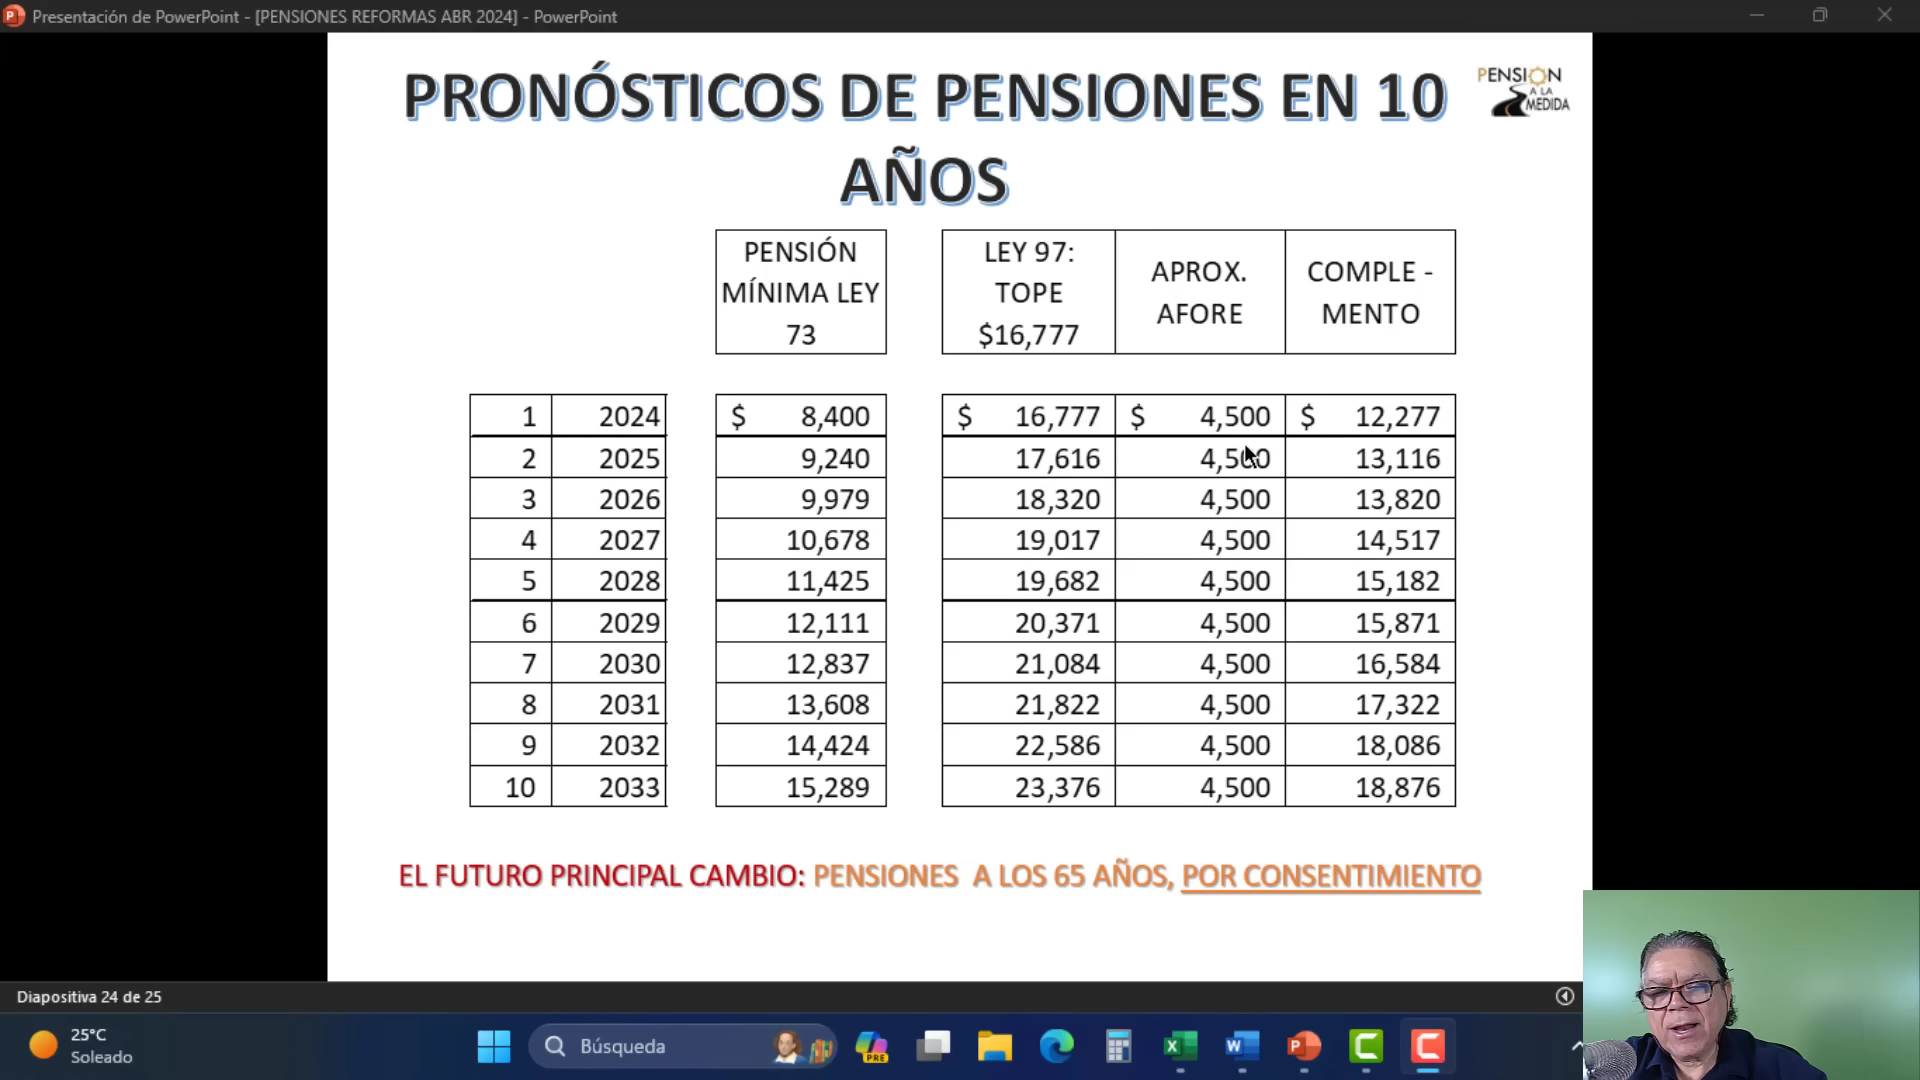 Presentación de PowerPoint - [PENSIONES REFORMAS ABR 2024] - PowerPoint
PRONÓSTICOS DE PENSIONES EN 10
AÑOS
PENSIÓN
A LA
MEDIDA
PENSIÓN
MÍNIMA LEY
73
LEY 97:
TOPE
$16,777
APROX.
AFORE
COMPLE -
MENTO
1 2024 $ 8,400 $ 16,777 $ 4,500 $ 12,277
2 2025 9,240 17,616 4,500 13,116
3 2026 9,979 18,320 4,500 13,820
4 2027 10,678 19,017 4,500 14,517
5 2028 11,425 19,682 4,500 15,182
6 2029 12,111 20,371 4,500 15,871
7 2030 12,837 21,084 4,500 16,584
8 2031 13,608 21,822 4,500 17,322
9 2032 14,424 22,586 4,500 18,086
10 2033 15,289 23,376 4,500 18,876
EL FUTURO PRINCIPAL CAMBIO: PENSIONES A LOS 65 AÑOS, POR CONSENTIMIENTO
Diapositiva 24 de 25
25°C
Soleado
Búsqueda
PRE